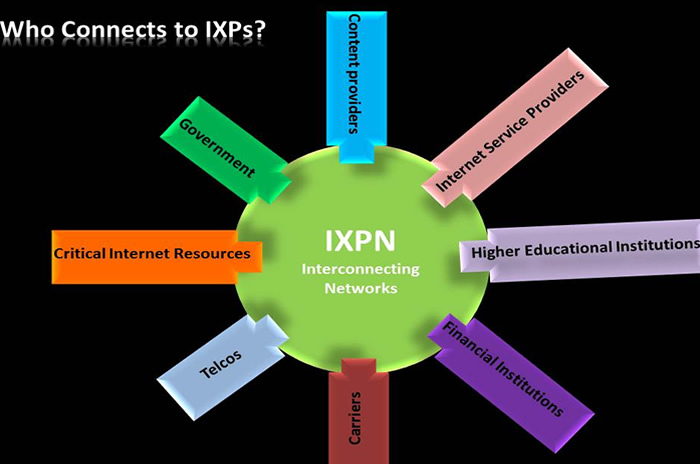 Who Connects to IXPs?
Content providers
Internet Service Providers
Government
IXPN
Interconnecting
Networks
Higher Educational Institutions
Critical Internet Resources
Financial Institutions
Telcos
Carriers